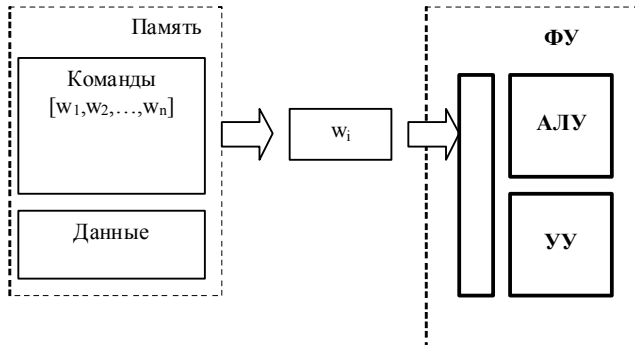 Память
Команды
[w₁,w₂,…,wₙ]
Данные
wᵢ
ФУ
АЛУ
УУ